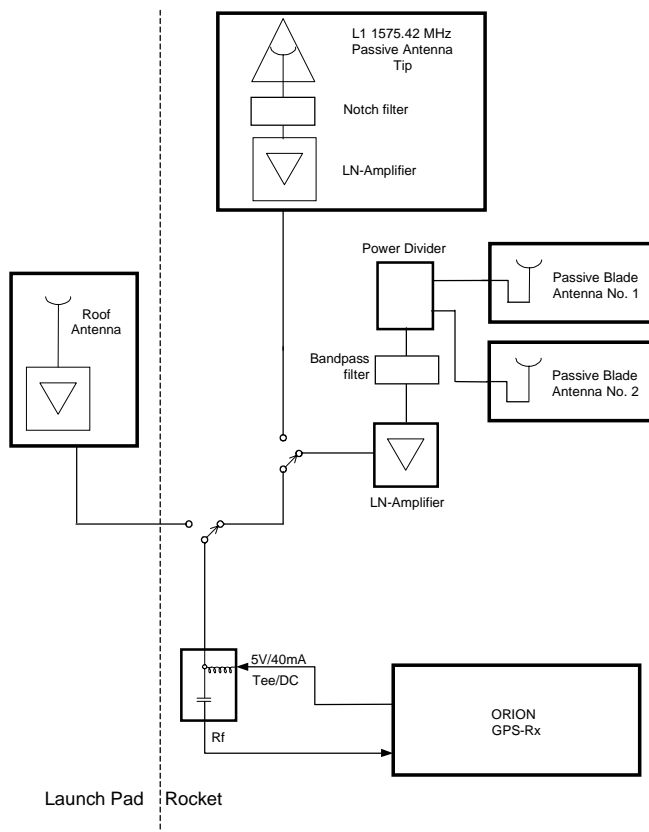 L1 1575.42 MHz
Passive Antenna
Tip
Notch filter
LN-Amplifier
Power Divider
Passive Blade
Antenna No. 1
Roof
Antenna
Bandpass
filter
Passive Blade
Antenna No. 2
LN-Amplifier
5V/40mA
Tee/DC
ORION
GPS-Rx
Rf
Launch Pad
Rocket